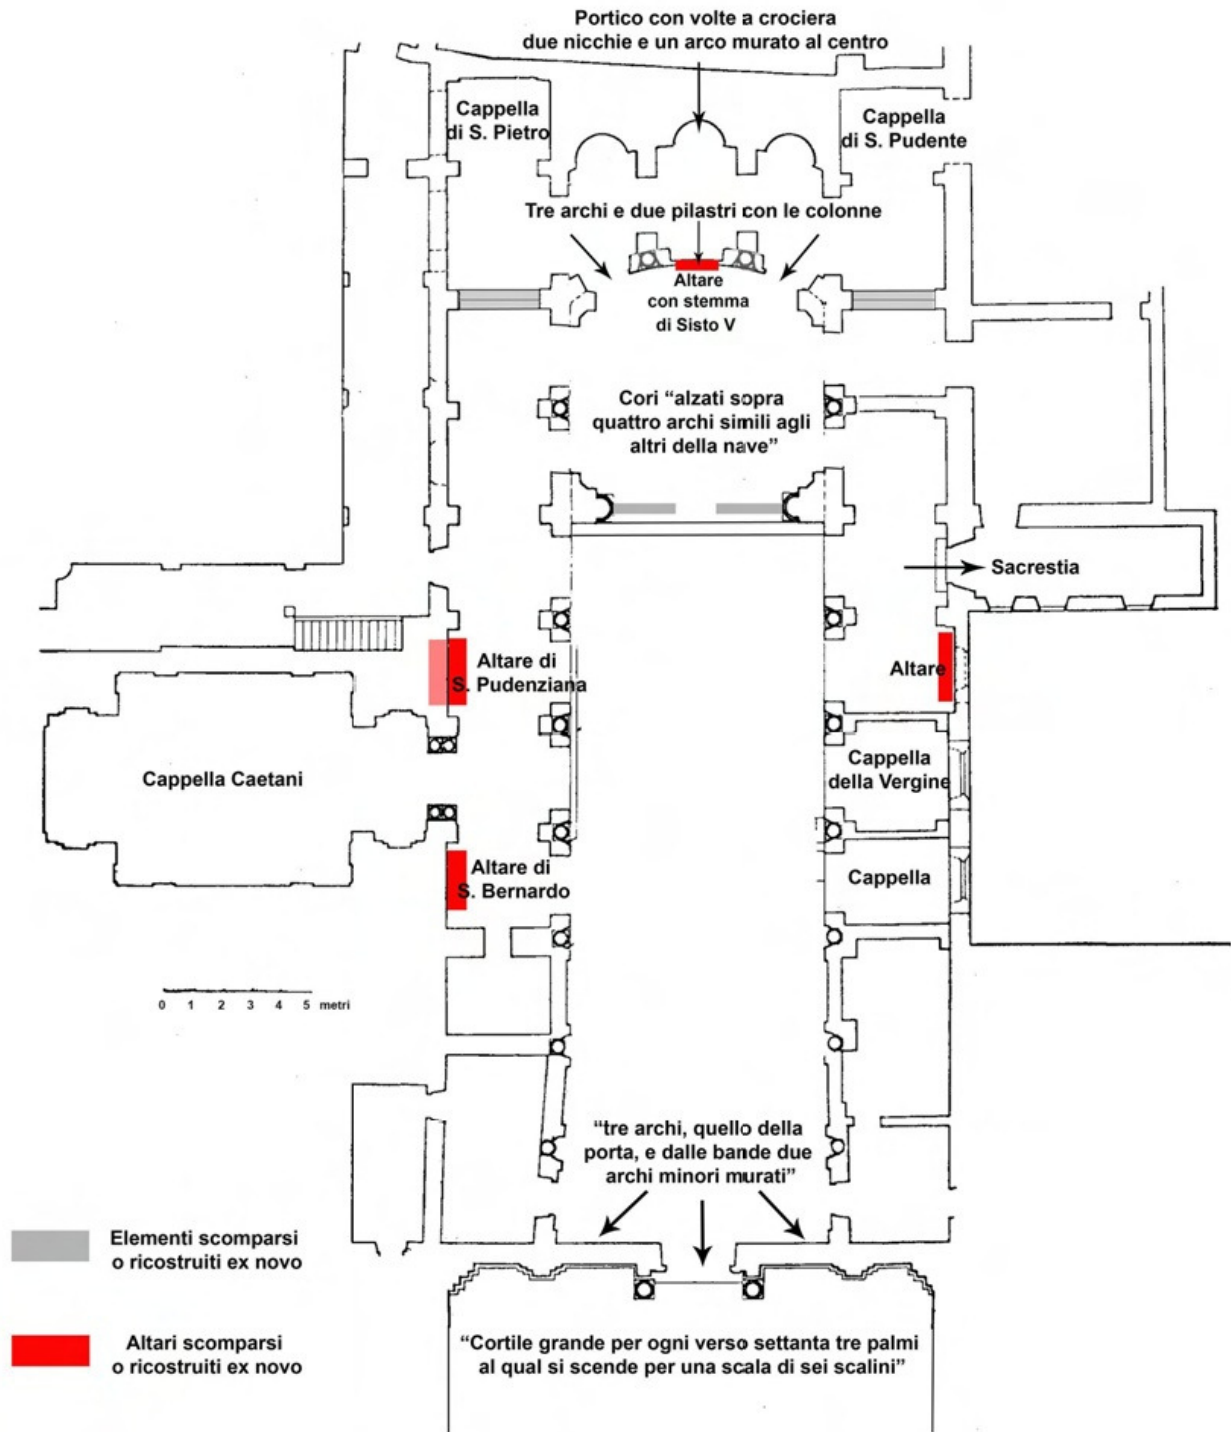 Portico con volte a crociera
due nicchie e un arco murato al centro
Cappella
di S. Pietro
Cappella
di S. Pudente
Tre archi e due pilastri con le colonne
Altare
con stemma
di Sisto V
Cori “alzati sopra
quattro archi simili agli
altri della nave”
Sacrestia
Altare di
S. Pudenziana
Altare
Cappella Caetani
Cappella
della Vergine
Altare di
S. Bernardo
Cappella
0 1 2 3 4 5 metri
“tre archi, quello della
porta, e dalle bande due
archi minori murati”
Elementi scomparsi
o ricostruiti ex novo
Altari scomparsi
o ricostruiti ex novo
“Cortile grande per ogni verso settanta tre palmi
al qual si scende per una scala di sei scalini”